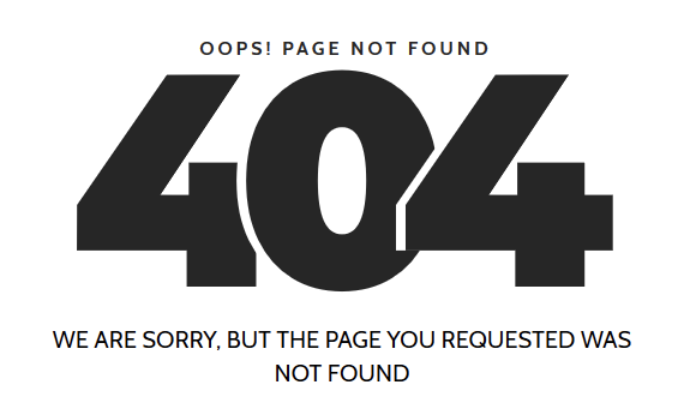 OOPS! PAGE NOT FOUND
404
WE ARE SORRY, BUT THE PAGE YOU REQUESTED WAS
NOT FOUND